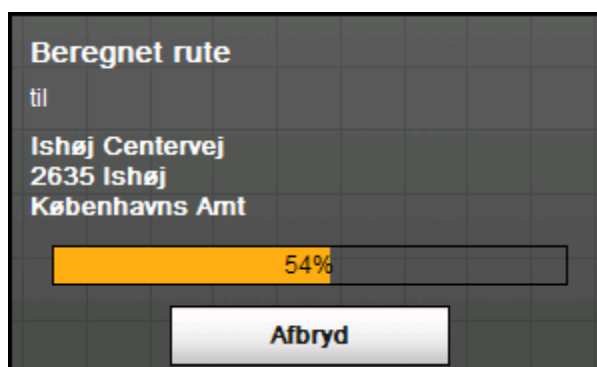 Beregnet rute
til
Ishøj Centervej
2635 Ishøj
Københavns Amt
54%
Afbryd